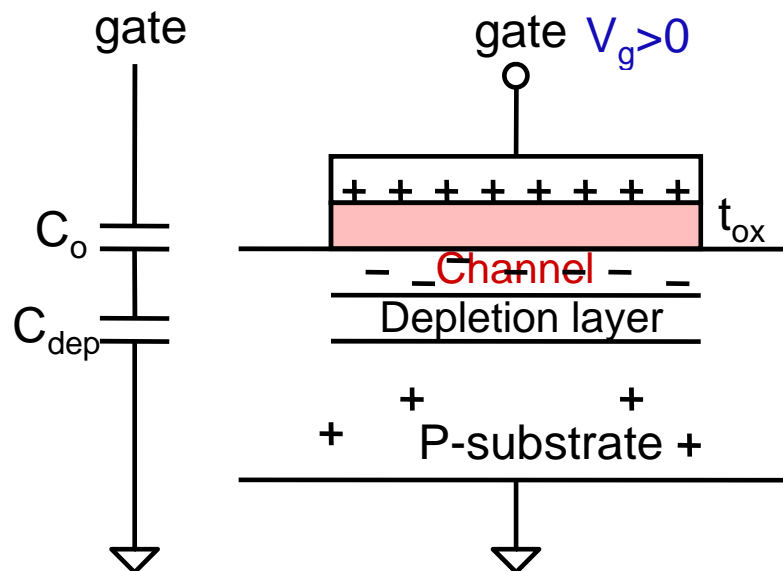 gate
gate V_g>0
C_o
t_ox
+ + + + + + + +
Channel
C_dep
Depletion layer
+ +
+ P-substrate +